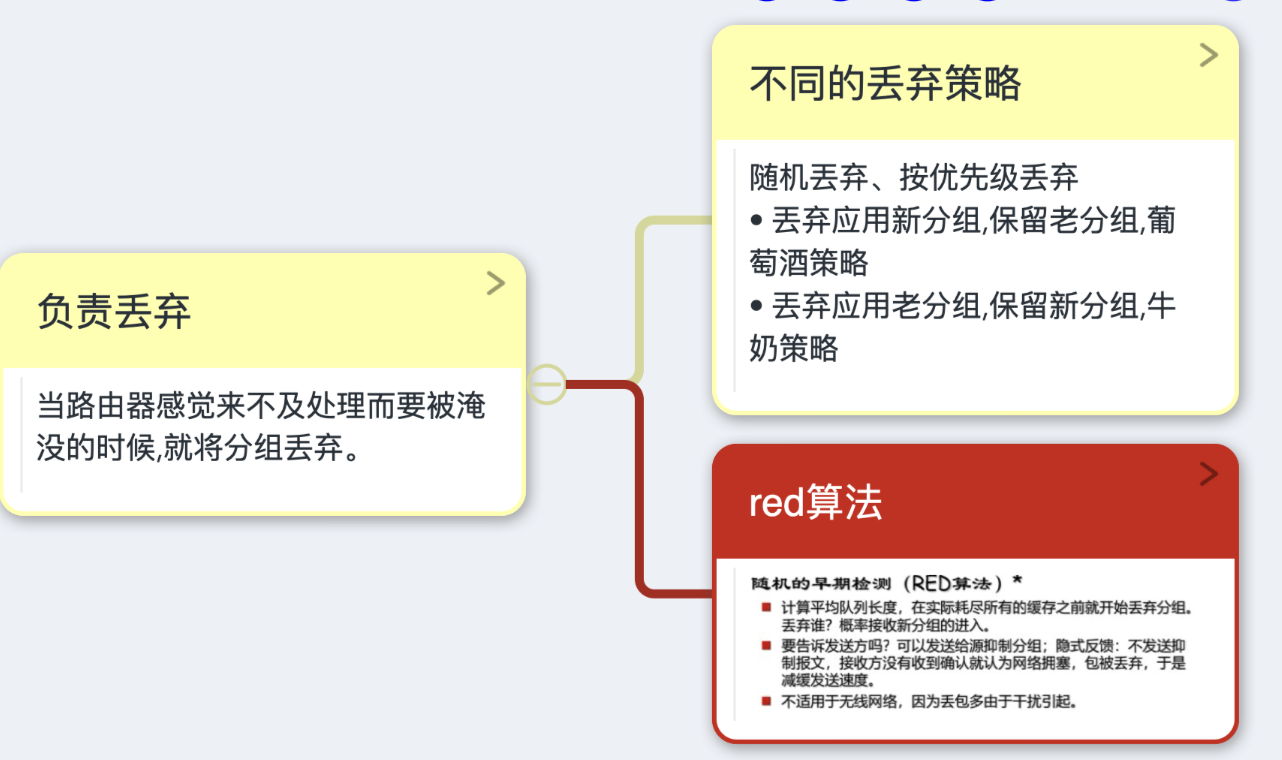 负责丢弃
当路由器感觉来不及处理而要被淹
没的时候,就将分组丢弃。
不同的丢弃策略
随机丢弃、按优先级丢弃
• 丢弃应用新分组,保留老分组,葡
萄酒策略
• 丢弃应用老分组,保留新分组,牛
奶策略
red算法
随机的早期检测（RED算法）*
■ 计算平均队列长度，在实际耗尽所有的缓存之前就开始丢弃分组。
丢弃谁？概率接收新分组的进入。
■ 要告诉发送方吗？可以发送给源抑制分组；隐式反馈：不发送抑
制报文，接收方没有收到确认就认为网络拥塞，包被丢弃，于是
减缓发送速度。
■ 不适用于无线网络，因为丢包多由于干扰引起。